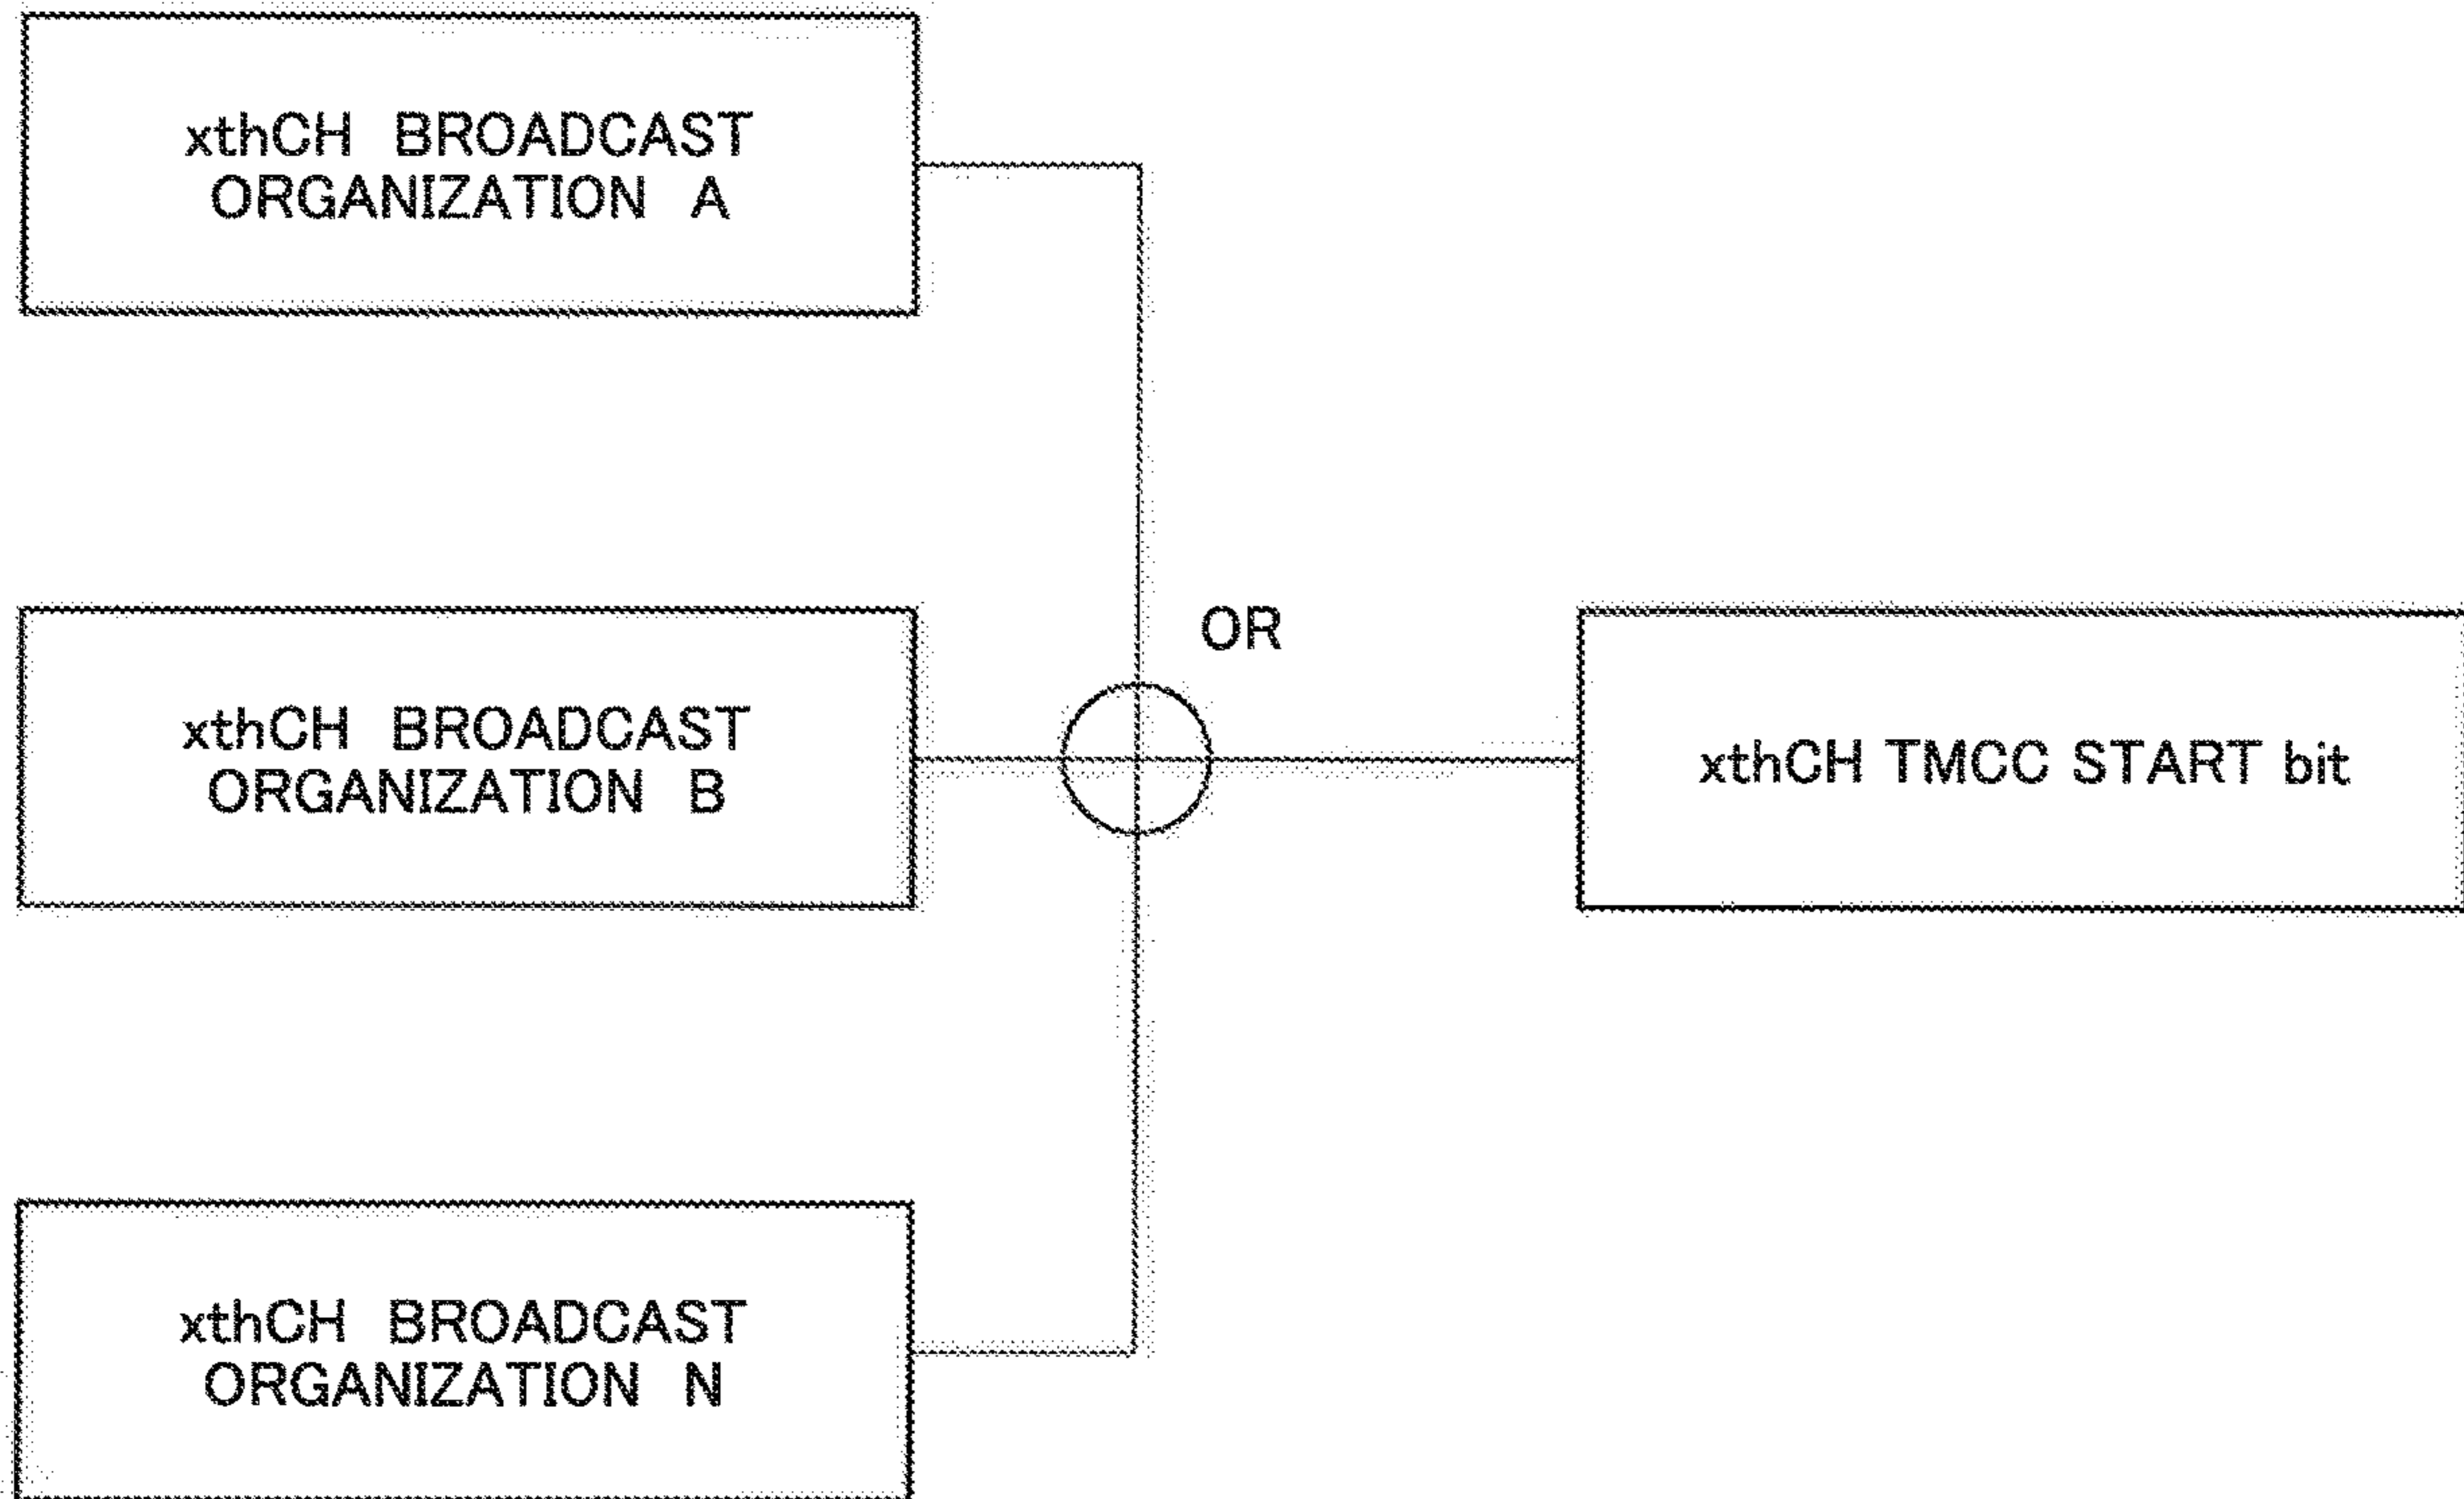 xthCH BROADCAST
ORGANIZATION A
OR
xthCH BROADCAST
ORGANIZATION B
xthCH TMCC START bit
xthCH BROADCAST
ORGANIZATION N